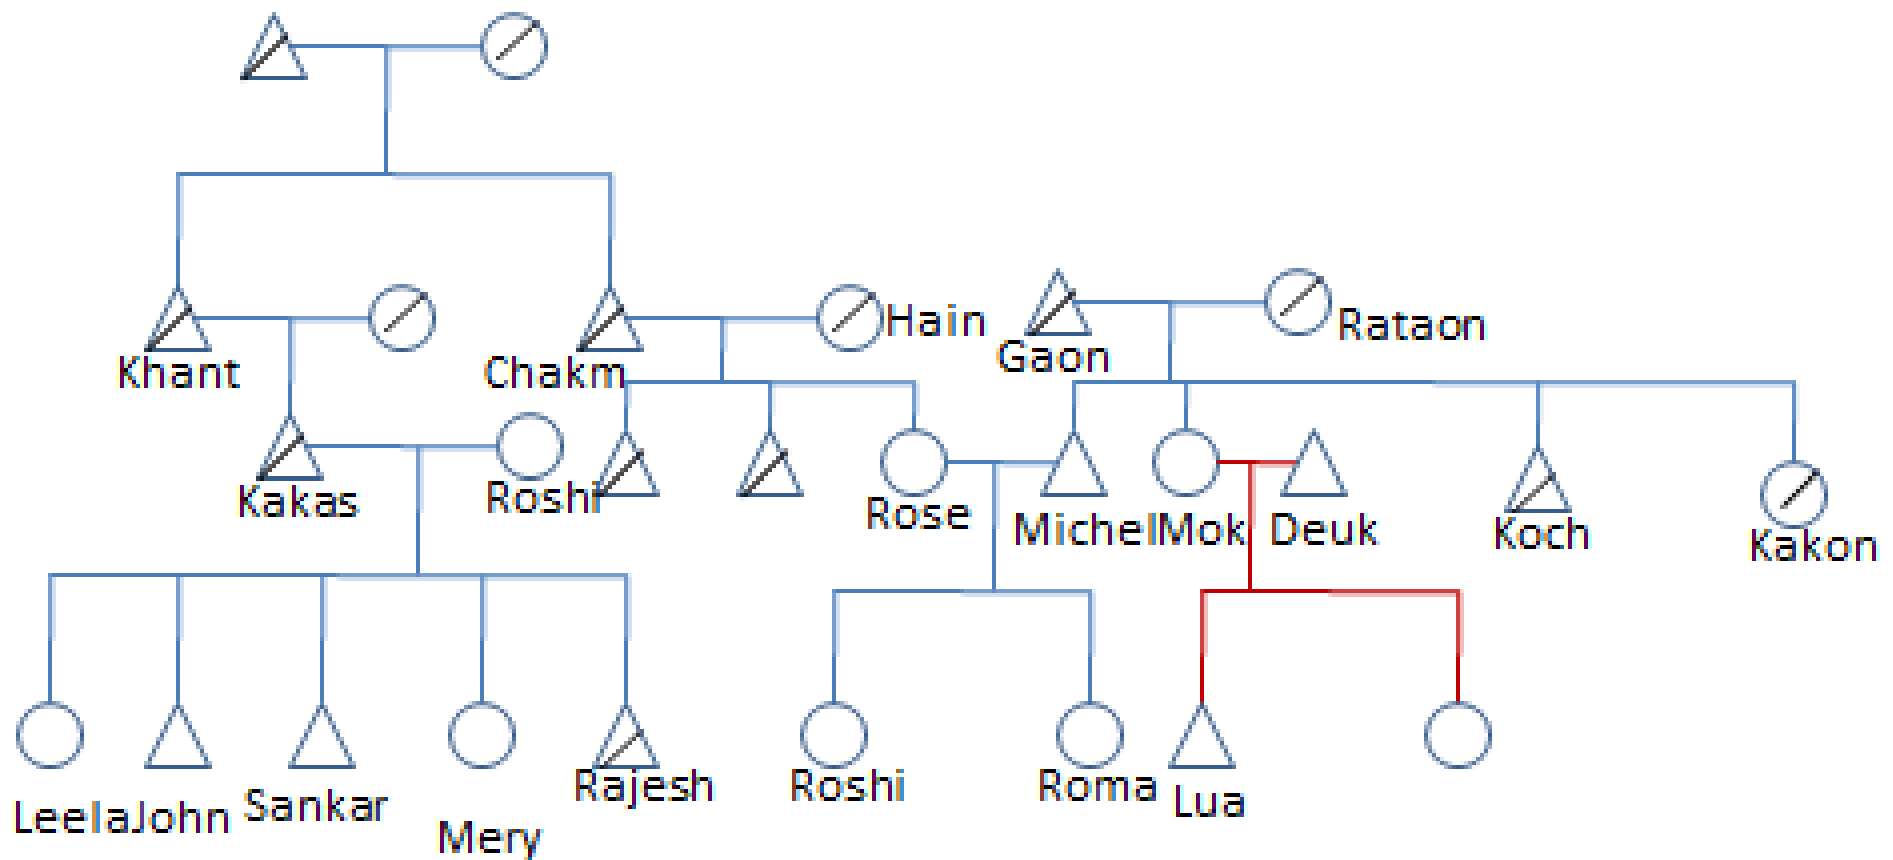 Hain
Rataon
Gaon
Khant
Chakm
Kakas
Roshi
Rose
Michel
Mok
Deuk
Koch
Kakon
Leela
John
Sankar
Mery
Rajesh
Roshi
Roma
Lua